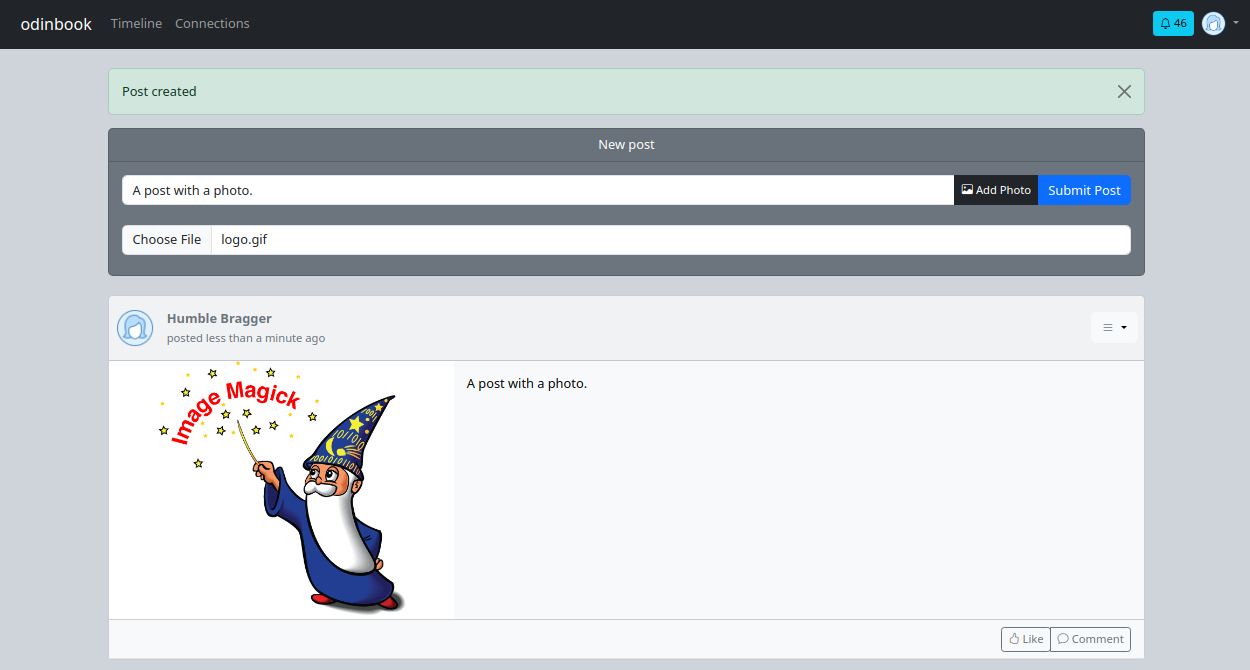 odinbook Timeline Connections 46
Post created
New post
A post with a photo. Add Photo Submit Post
Choose File logo.gif
Humble Bragger
posted less than a minute ago
Image Magick
A post with a photo.
Like Comment